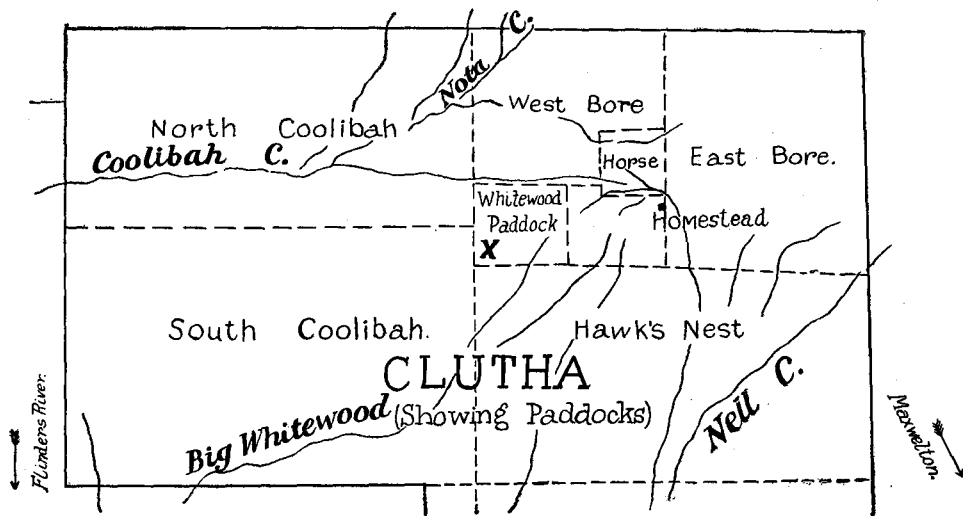 C.
Nota
West Bore
North Coolibah
Coolibah C.
Horse
East Bore.
Whitewood
Paddock
X
Homestead
South Coolibah.
Hawk's Nest
CLUTHA
(Showing Paddocks)
Big Whitewood
Neil C.
Flinders River.
Maxwelton.